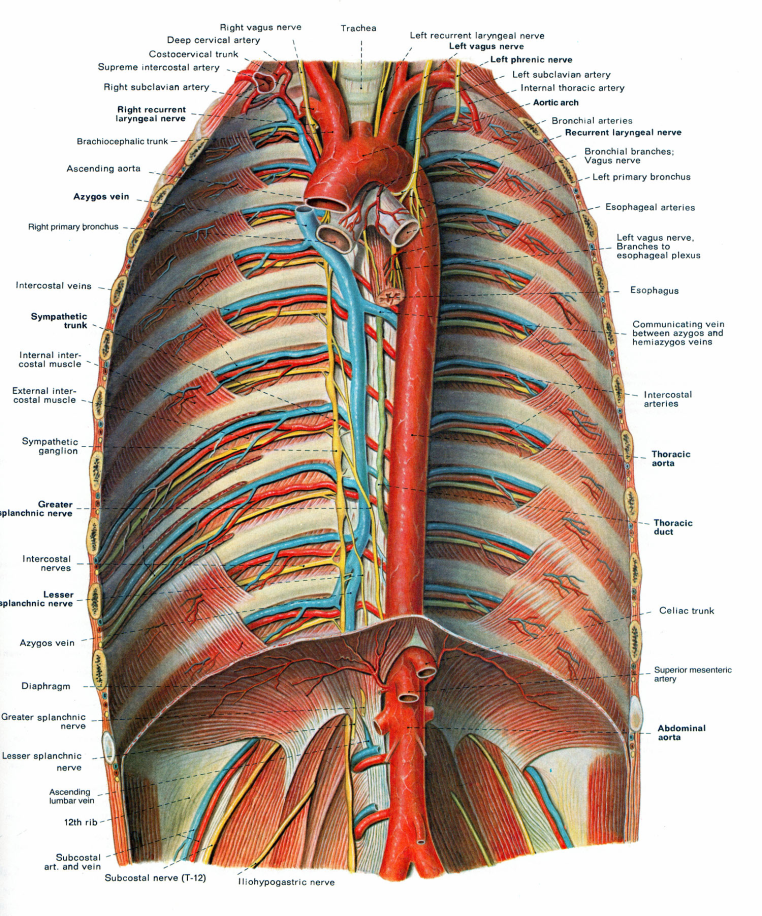 Right vagus nerve
Deep cervical artery
Costocervical trunk
Supreme intercostal artery
Right subclavian artery
Right recurrent
laryngeal nerve
Brachiocephalic trunk
Ascending aorta
Azygos vein
Right primary bronchus
Intercostal veins
Sympathetic
trunk
Internal inter-
costal muscle
External inter-
costal muscle
Sympathetic
ganglion
Greater
splanchnic nerve
Intercostal
nerves
Lesser
splanchnic nerve
Azygos vein
Diaphragm
Greater splanchnic
nerve
Lesser splanchnic
nerve
Ascending
lumbar vein
12th rib
Subcostal
art. and vein
Subcostal nerve (T-12)
Iliohypogastric nerve
Trachea
Left recurrent laryngeal nerve
Left vagus nerve
Left phrenic nerve
Left subclavian artery
Internal thoracic artery
Aortic arch
Bronchial arteries
Recurrent laryngeal nerve
Bronchial branches;
Vagus nerve
Left primary bronchus
Esophageal arteries
Left vagus nerve,
Branches to
esophageal plexus
Esophagus
Communicating vein
between azygos and
hemiazygos veins
Intercostal
arteries
Thoracic
aorta
Thoracic
duct
Celiac trunk
Superior mesenteric
artery
Abdominal
aorta